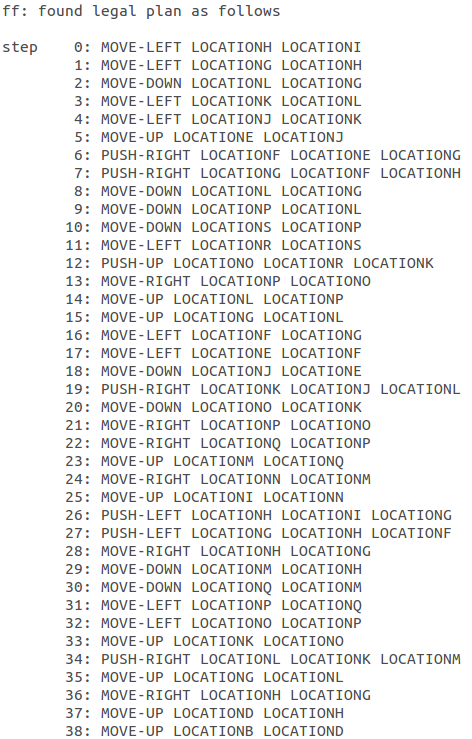 ff: found legal plan as follows
step 0: MOVE-LEFT LOCATIONH LOCATIONI
1: MOVE-LEFT LOCATIONG LOCATIONH
2: MOVE-DOWN LOCATIONL LOCATIONG
3: MOVE-LEFT LOCATIONK LOCATIONL
4: MOVE-LEFT LOCATIONJ LOCATIONK
5: MOVE-UP LOCATIONE LOCATIONJ
6: PUSH-RIGHT LOCATIONF LOCATIONE LOCATIONG
7: PUSH-RIGHT LOCATIONG LOCATIONF LOCATIONH
8: MOVE-DOWN LOCATIONL LOCATIONG
9: MOVE-DOWN LOCATIONP LOCATIONL
10: MOVE-DOWN LOCATIONS LOCATIONP
11: MOVE-LEFT LOCATIONR LOCATIONS
12: PUSH-UP LOCATIONO LOCATIONR LOCATIONK
13: MOVE-RIGHT LOCATIONP LOCATIONO
14: MOVE-UP LOCATIONL LOCATIONP
15: MOVE-UP LOCATIONG LOCATIONL
16: MOVE-LEFT LOCATIONF LOCATIONG
17: MOVE-LEFT LOCATIONE LOCATIONF
18: MOVE-DOWN LOCATIONJ LOCATIONE
19: PUSH-RIGHT LOCATIONK LOCATIONJ LOCATIONL
20: MOVE-DOWN LOCATIONO LOCATIONK
21: MOVE-RIGHT LOCATIONP LOCATIONO
22: MOVE-RIGHT LOCATIONQ LOCATIONP
23: MOVE-UP LOCATIONM LOCATIONQ
24: MOVE-RIGHT LOCATIONN LOCATIONM
25: MOVE-UP LOCATIONI LOCATIONN
26: PUSH-LEFT LOCATIONH LOCATIONI LOCATIONG
27: PUSH-LEFT LOCATIONG LOCATIONH LOCATIONF
28: MOVE-RIGHT LOCATIONH LOCATIONG
29: MOVE-DOWN LOCATIONM LOCATIONH
30: MOVE-DOWN LOCATIONQ LOCATIONM
31: MOVE-LEFT LOCATIONP LOCATIONQ
32: MOVE-LEFT LOCATIONO LOCATIONP
33: MOVE-UP LOCATIONK LOCATIONO
34: PUSH-RIGHT LOCATIONL LOCATIONK LOCATIONM
35: MOVE-UP LOCATIONG LOCATIONL
36: MOVE-RIGHT LOCATIONH LOCATIONG
37: MOVE-UP LOCATIOND LOCATIONH
38: MOVE-UP LOCATIONB LOCATIOND